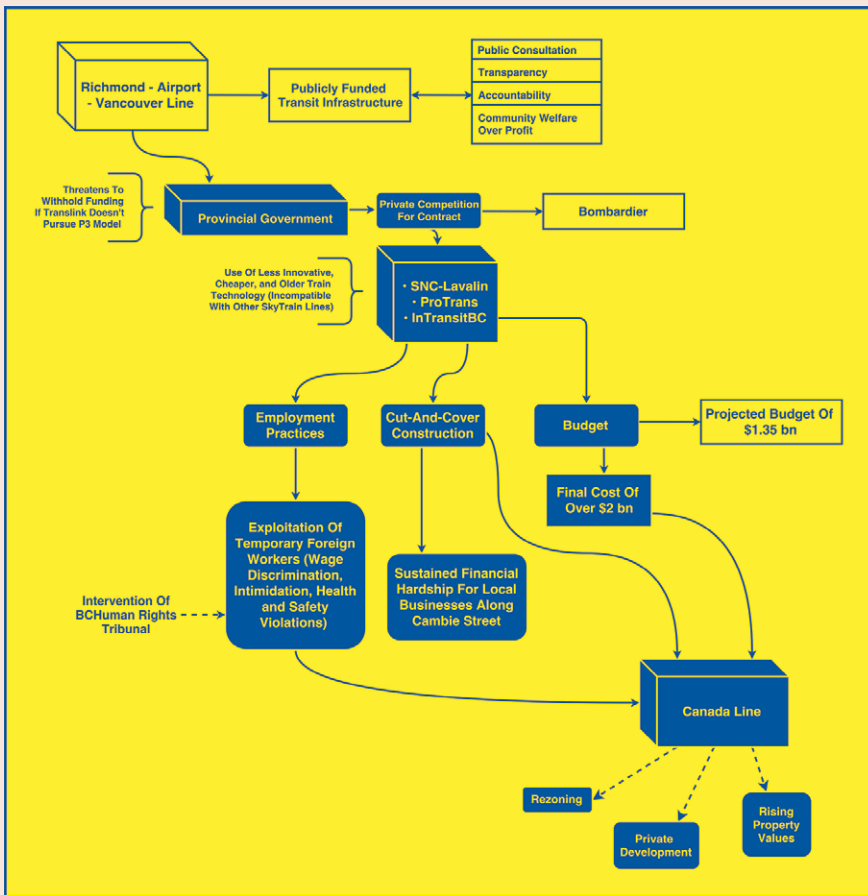 Richmond - Airport
- Vancouver Line
Publicly Funded
Transit Infrastructure
Public Consultation
Transparency
Accountability
Community Welfare
Over Profit
Threatens To
Withhold Funding
If Translink Doesn't
Pursue P3 Model
Provincial Government
Private Competition
For Contract
Bombardier
Use Of Less Innovative,
Cheaper, and Older Train
Technology (Incompatible
With Other SkyTrain Lines)
· SNC-Lavalin
· ProTrans
· InTransitBC
Employment
Practices
Cut-And-Cover
Construction
Budget
Projected Budget Of
$1.35 bn
Final Cost Of
Over $2 bn
Exploitation Of
Temporary Foreign
Workers (Wage
Discrimination,
Intimidation, Health
and Safety
Violations)
Sustained Financial
Hardship For Local
Businesses Along
Cambie Street
Intervention Of
BCHuman Rights
Tribunal
Canada Line
Rezoning
Private
Development
Rising
Property
Values